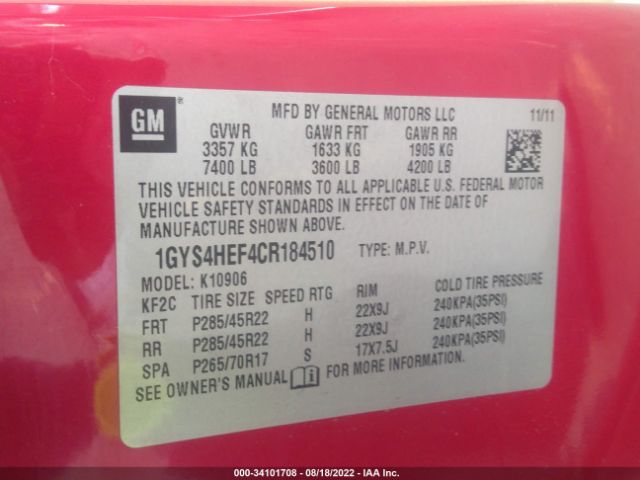 GM ®
MFD BY GENERAL MOTORS LLC 11/11
GVWR GAWR FRT GAWR RR
3357 KG 1633 KG 1905 KG
7400 LB 3600 LB 4200 LB
THIS VEHICLE CONFORMS TO ALL APPLICABLE U.S. FEDERAL MOTOR
VEHICLE SAFETY STANDARDS IN EFFECT ON THE DATE OF
MANUFACTURE SHOWN ABOVE.
1GYS4HEF4CR184510 TYPE: M.P.V.
MODEL: K10906
KF2C TIRE SIZE SPEED RTG RIM COLD TIRE PRESSURE
FRT P285/45R22 H 22X9J 240KPA(35PSI)
RR P285/45R22 H 22X9J 240KPA(35PSI)
SPA P265/70R17 S 17X7.5J 240KPA(35PSI)
SEE OWNER'S MANUAL FOR MORE INFORMATION.
000-34101708 - 08/18/2022 - IAA Inc.